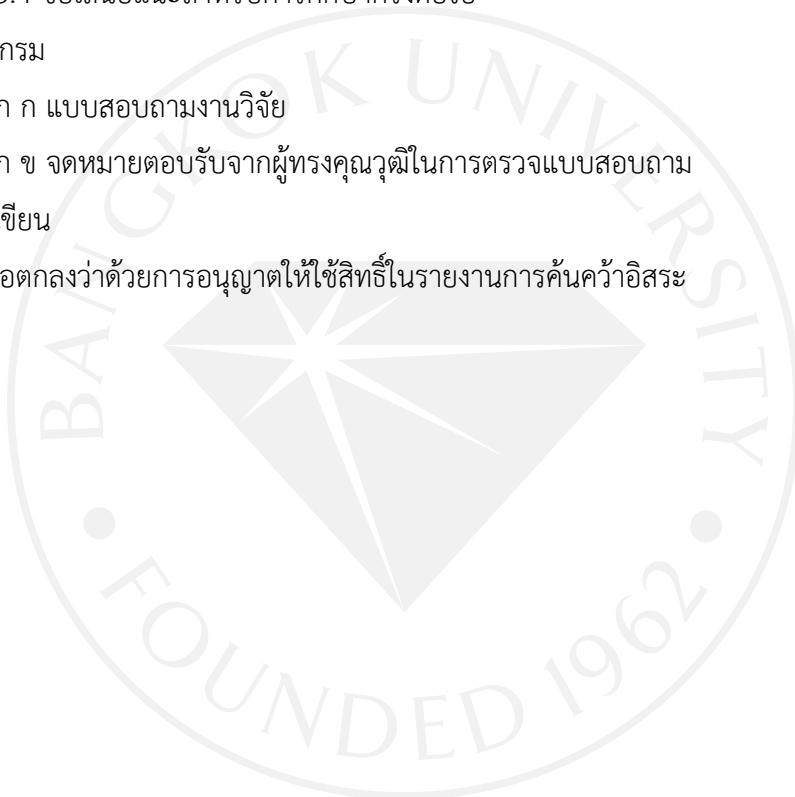 กรม
ก ก แบบสอบถามงานวิจัย
ก ข จดหมายตอบรับจากผู้ทรงคุณวุฒิในการตรวจแบบสอบถาม
เขียน
อตกลงว่าด้วยการอนุญาตให้ใช้สิทธิ์ในรายงานการค้นคว้าอิสระ
BANGKOK UNIVERSITY
FOUNDED 1962